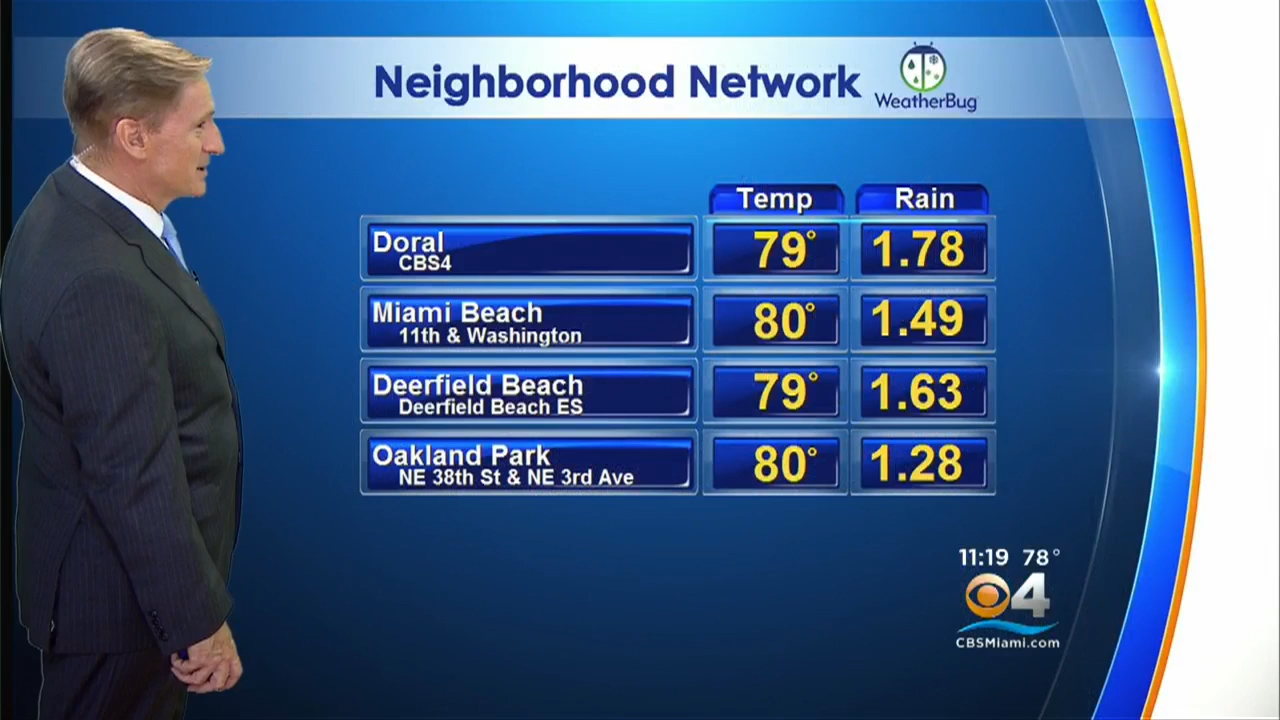 Neighborhood Network
WeatherBug
Temp Rain
Doral
CBS4
79° 1.78
Miami Beach
11th & Washington
80° 1.49
Deerfield Beach
Deerfield Beach ES
79° 1.63
Oakland Park
NE 38th St & NE 3rd Ave
80° 1.28
11:19 78°
4
CBSMiami.com